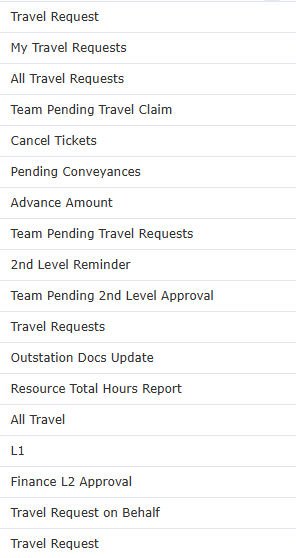 Travel Request
My Travel Requests
All Travel Requests
Team Pending Travel Claim
Cancel Tickets
Pending Conveyances
Advance Amount
Team Pending Travel Requests
2nd Level Reminder
Team Pending 2nd Level Approval
Travel Requests
Outstation Docs Update
Resource Total Hours Report
All Travel
L1
Finance L2 Approval
Travel Request on Behalf
Travel Request